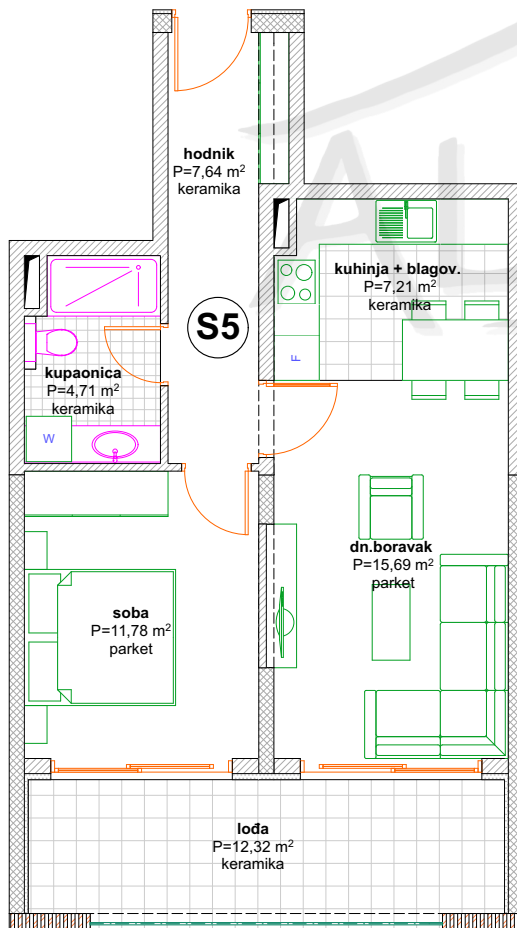 hodnik
P=7,64 m²
keramika
kuhinja + blagov.
P=7,21 m²
keramika
S5
F
kupaonica
P=4,71 m²
keramika
W
dn.boravak
P=15,69 m²
parket
soba
P=11,78 m²
parket
lođa
P=12,32 m²
keramika
AL